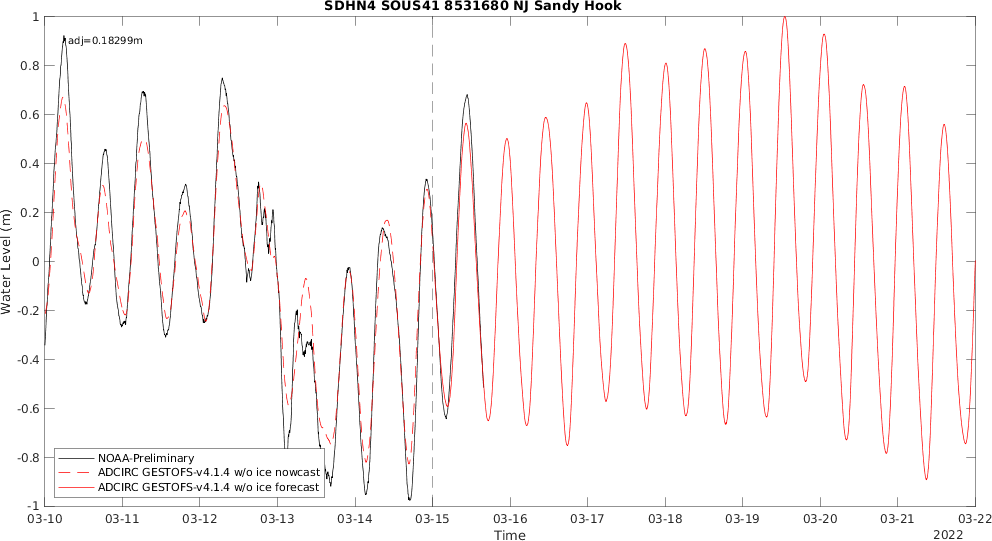 SDHN4 SOUS41 8531680 NJ Sandy Hook
adj=0.18299m
Water Level (m)
1
0.8
0.6
0.4
0.2
0
-0.2
-0.4
-0.6
-0.8
-1
NOAA-Preliminary
ADCIRC GESTOFS-v4.1.4 w/o ice nowcast
ADCIRC GESTOFS-v4.1.4 w/o ice forecast
03-10 03-11 03-12 03-13 03-14 03-15 03-16 03-17 03-18 03-19 03-20 03-21 03-22
Time
2022